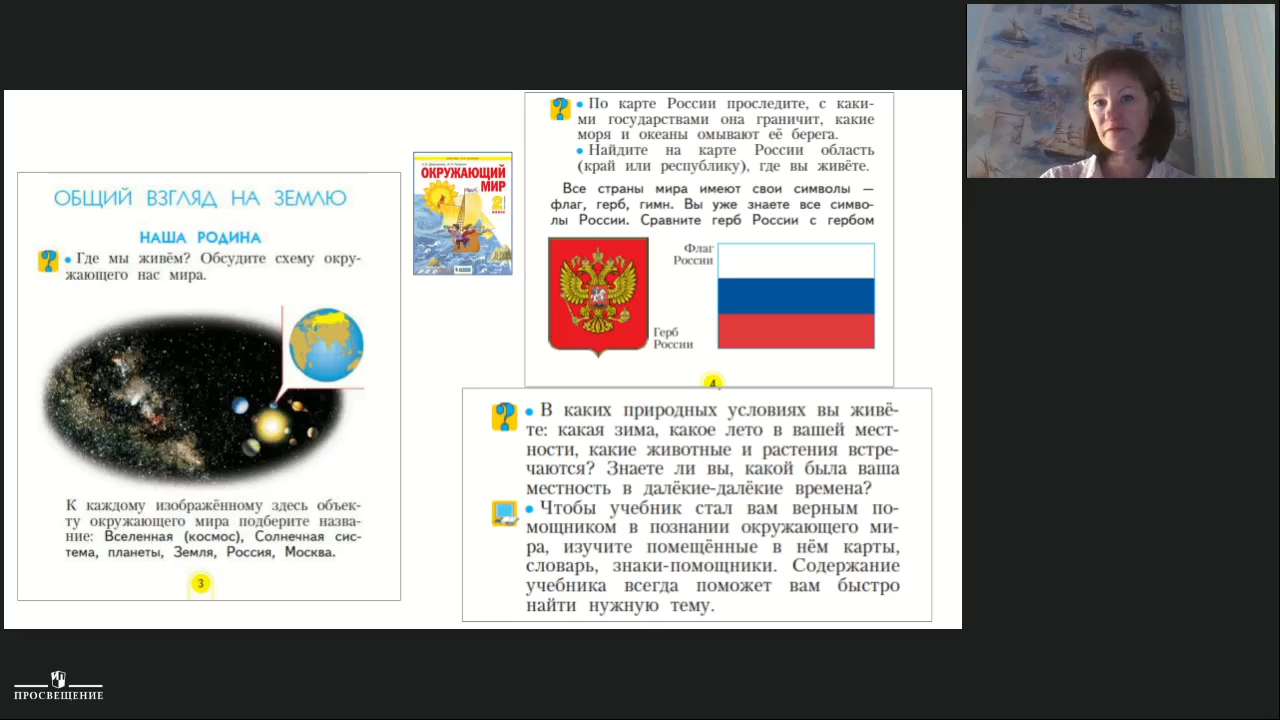 ОБЩИЙ ВЗГЛЯД НА ЗЕМЛЮ
НАША РОДИНА
• Где мы живём? Обсудите схему окру-
жающего нас мира.
К каждому изображённому здесь объек-
ту окружающего мира подберите назва-
ние: Вселенная (космос), Солнечная сис-
тема, планеты, Земля, Россия, Москва.
3
ОКРУЖАЮЩИЙ
МИР
2
КЛАСС
• По карте России проследите, с каки-
ми государствами она граничит, какие
моря и океаны омывают её берега.
• Найдите на карте России область
(край или республику), где вы живёте.
Все страны мира имеют свои символы —
флаг, герб, гимн. Вы уже знаете все симво-
лы России. Сравните герб России с гербом
Флаг
России
Герб
России
4
• В каких природных условиях вы живё-
те: какая зима, какое лето в вашей мест-
ности, какие животные и растения встре-
чаются? Знаете ли вы, какой была ваша
местность в далёкие-далёкие времена?
• Чтобы учебник стал вам верным по-
мощником в познании окружающего ми-
ра, изучите помещённые в нём карты,
словарь, знаки-помощники. Содержание
учебника всегда поможет вам быстро
найти нужную тему.
ПРОСВЕЩЕНИЕ